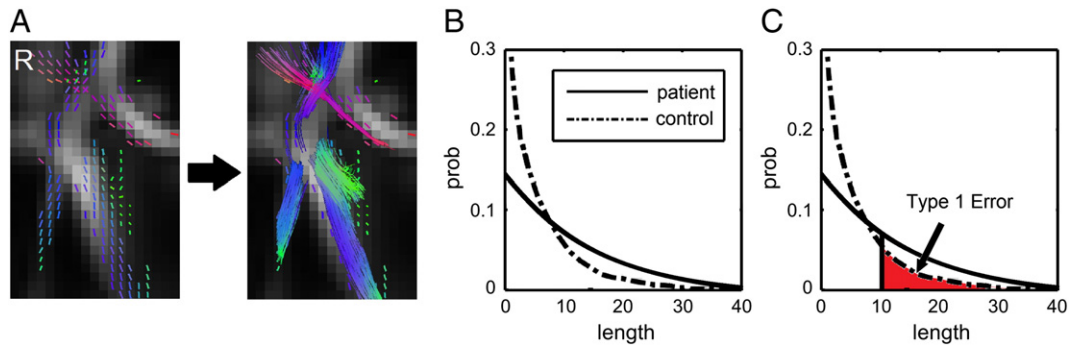 A
B
C
R
0.3
0.2
0.1
0
prob
patient
control
0 10 20 30 40
length
0.3
0.2
0.1
0
prob
Type 1 Error
0 10 20 30 40
length